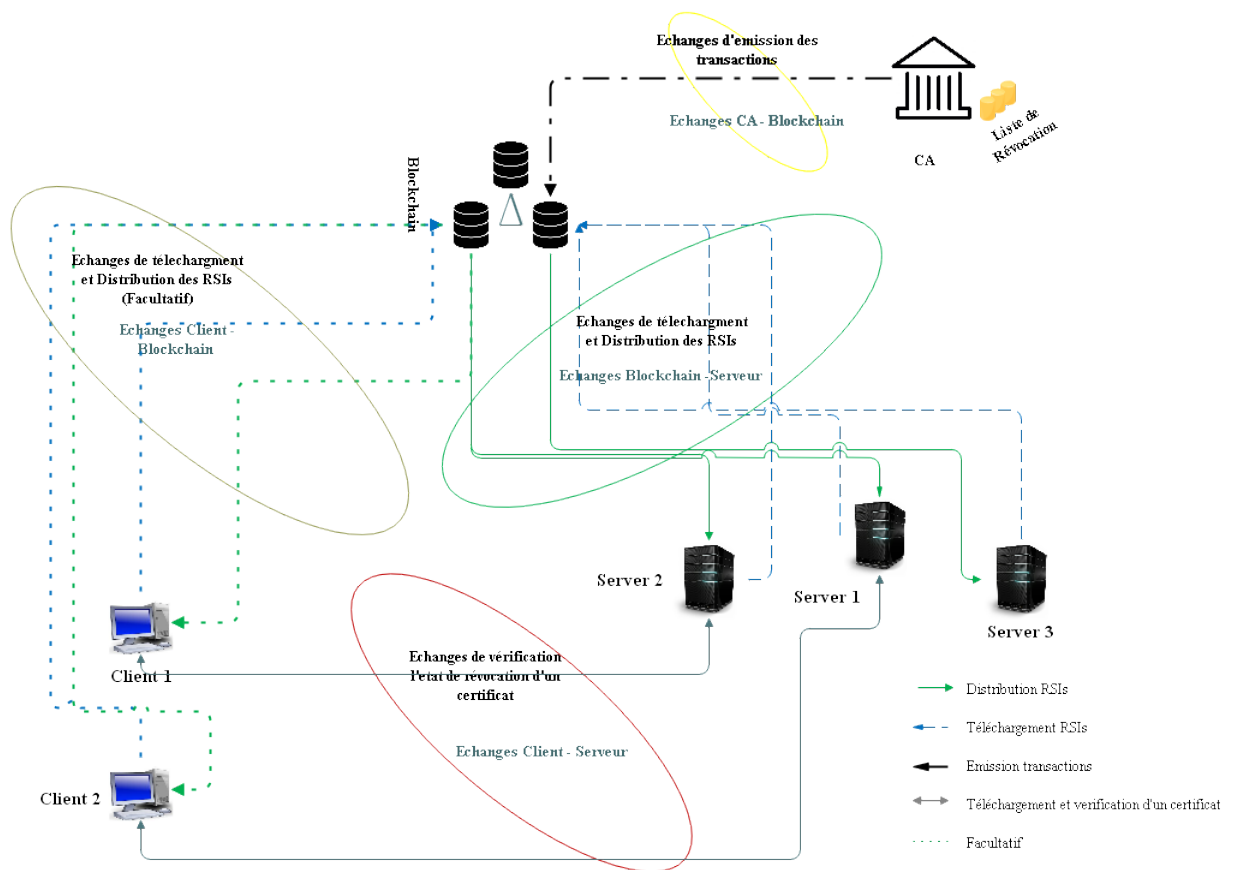 Echanges d'emission des
transactions
Echanges CA - Blockchain
CA
Liste de
Révocation
Blockchain
Echanges de télechargment
et Distribution des RSIs
(Facultatif)
Echanges Client -
Blockchain
Echanges de télechargment
et Distribution des RSIs
Echanges Blockchain - Serveur
Server 2
Server 1
Server 3
Client 1
Echanges de vérification
l'etat de révocation d'un
certificat
Echanges Client - Serveur
Client 2
Distribution RSIs
Téléchargement RSIs
Emission transactions
Téléchargement et verification d'un certificat
Facultatif